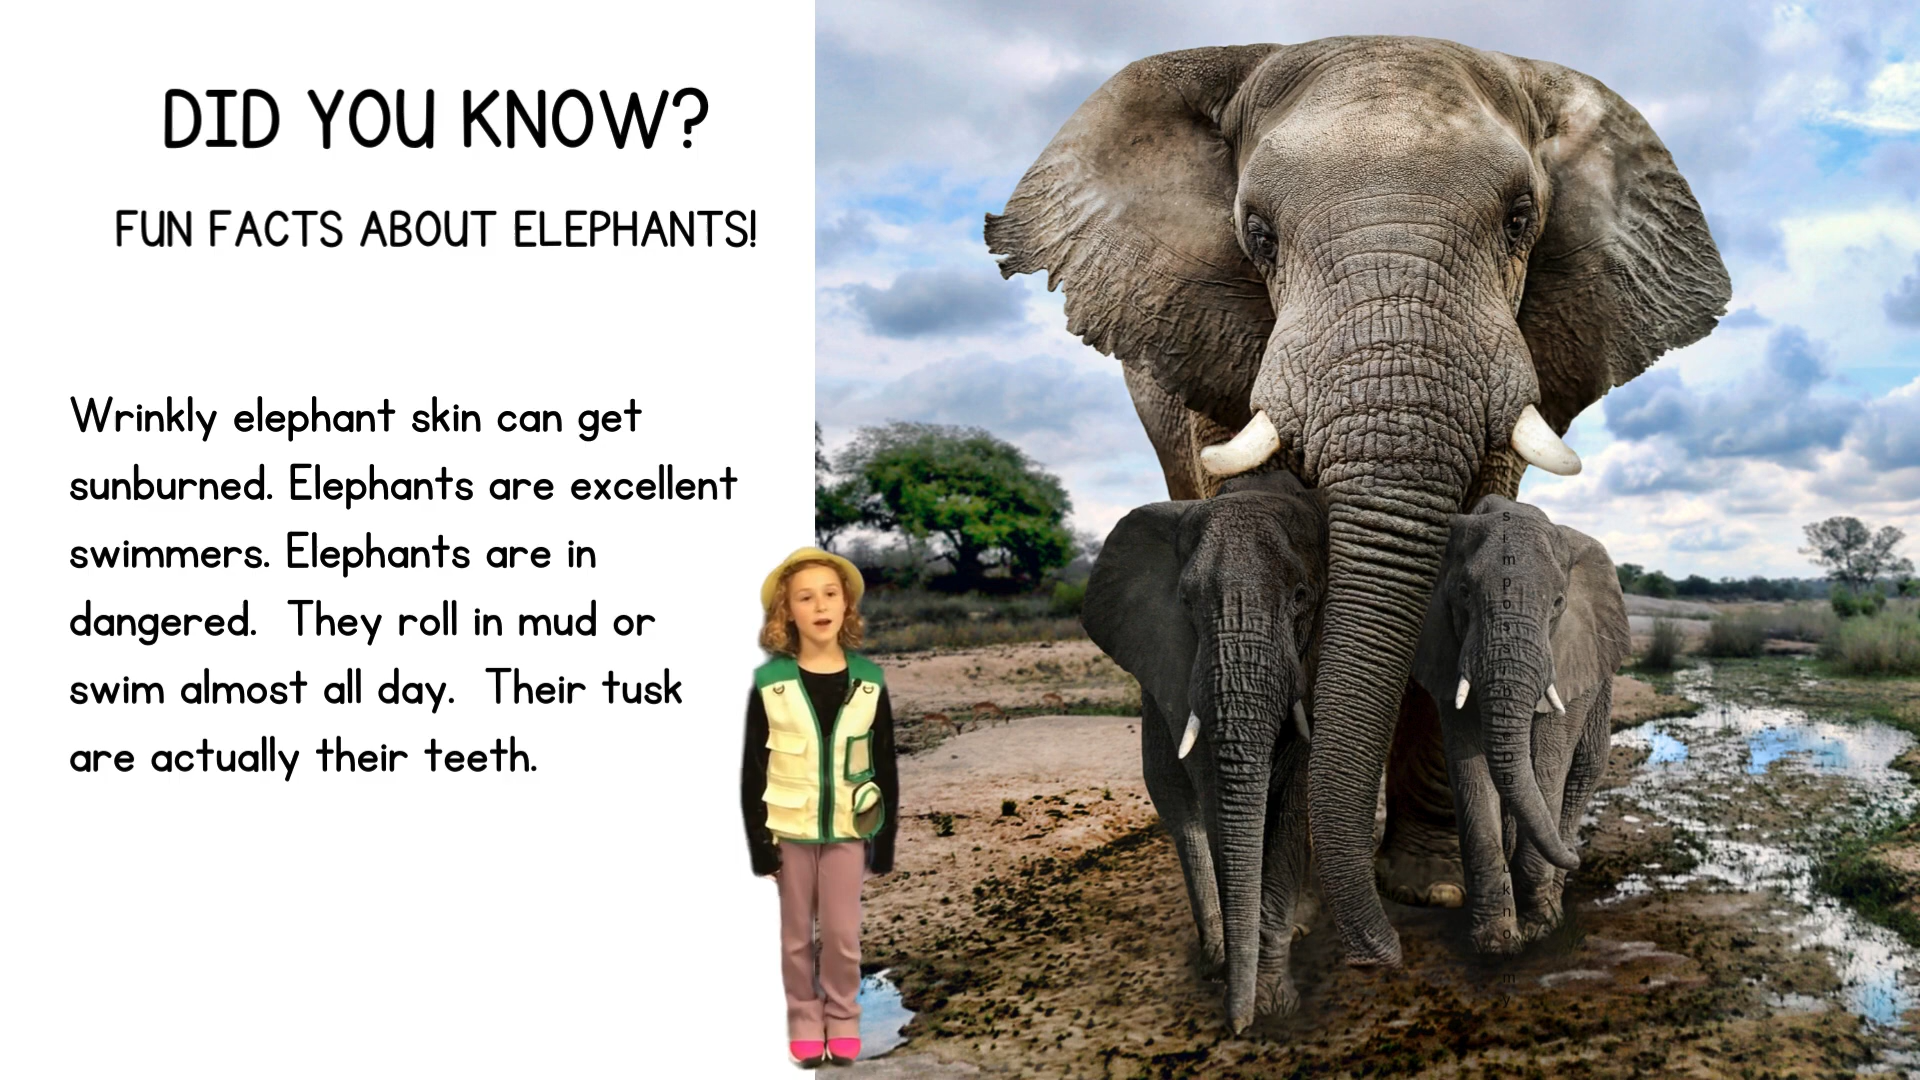 DID YOU KNOW?
FUN FACTS ABOUT ELEPHANTS!
Wrinkly elephant skin can get
sunburned. Elephants are excellent
swimmers. Elephants are in
dangered.  They roll in mud or
swim almost all day.  Their tusk
are actually their teeth.